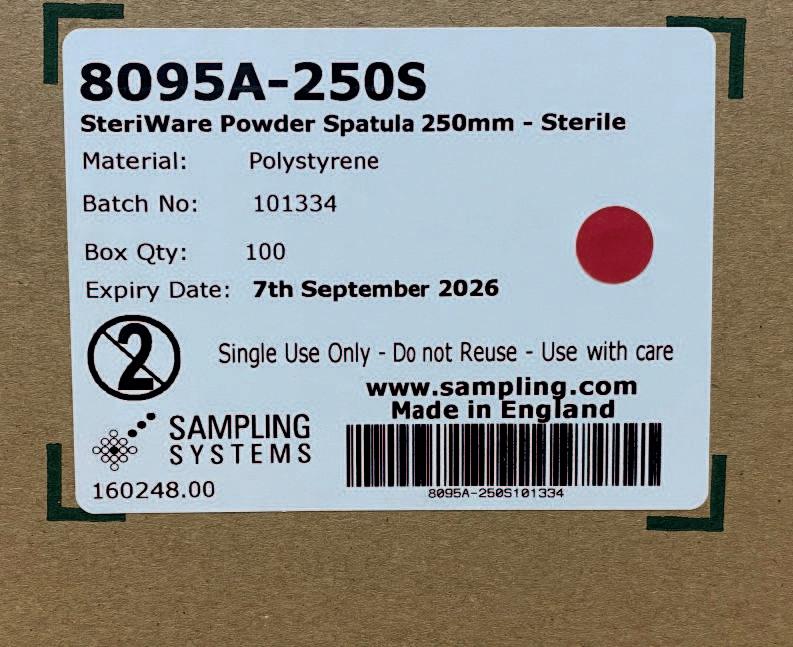 8095A-250S
SteriWare Powder Spatula 250mm - Sterile
Material: Polystyrene
Batch No: 101334
Box Qty: 100
Expiry Date: 7th September 2026
2
Single Use Only - Do not Reuse - Use with care
www.sampling.com
Made in England
SAMPLING
SYSTEMS
160248.00
8095A-250S101334